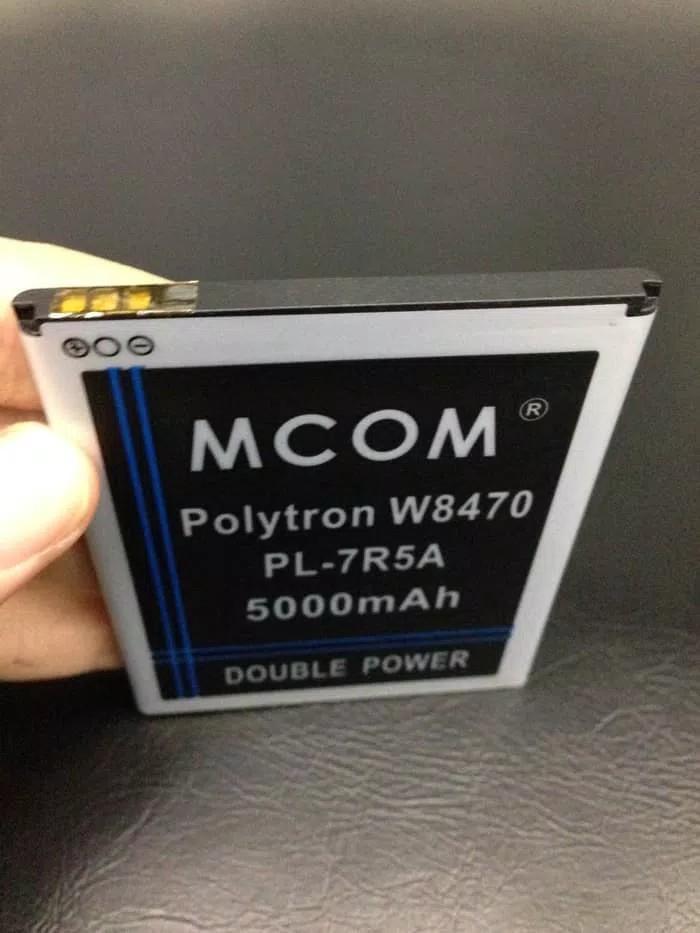 ⊕○⊖
MCOM®
Polytron W8470
PL-7R5A
5000mAh
DOUBLE POWER